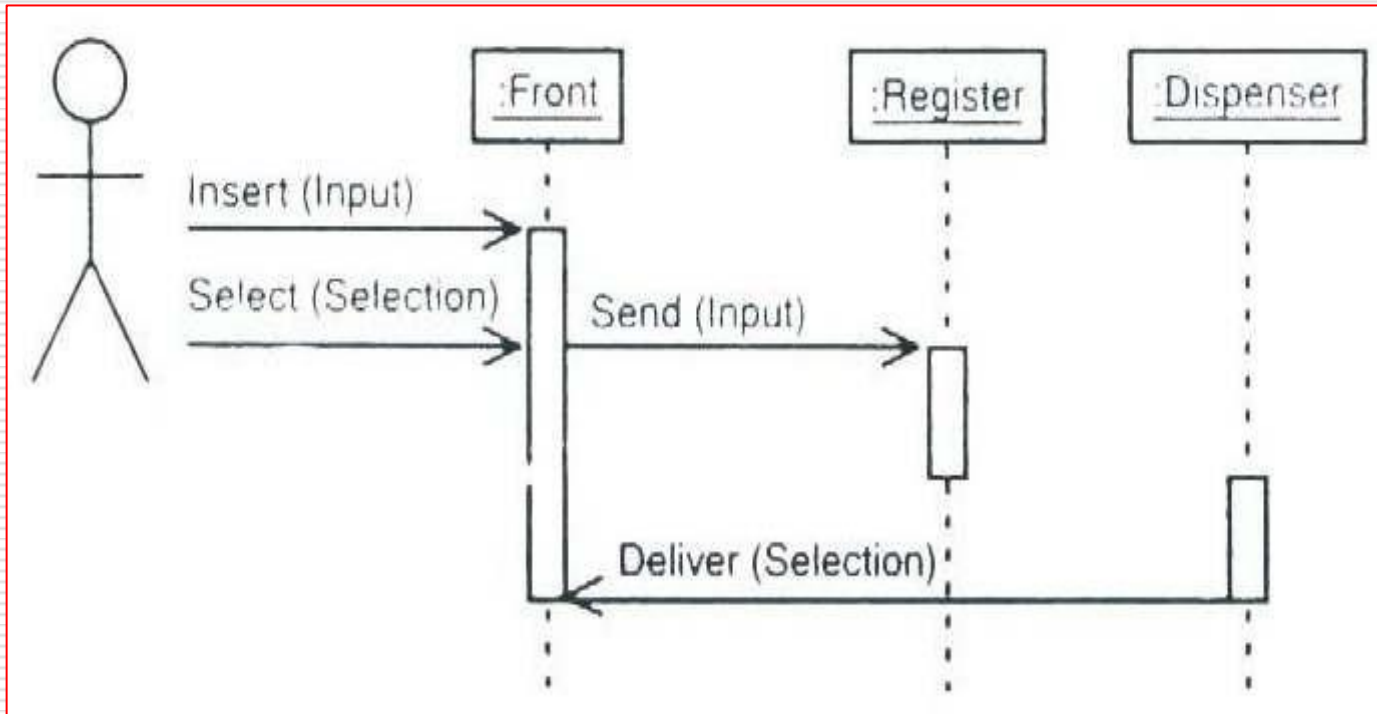 :Front
:Register
:Dispenser
Insert (Input)
Select (Selection)
Send (Input)
Deliver (Selection)